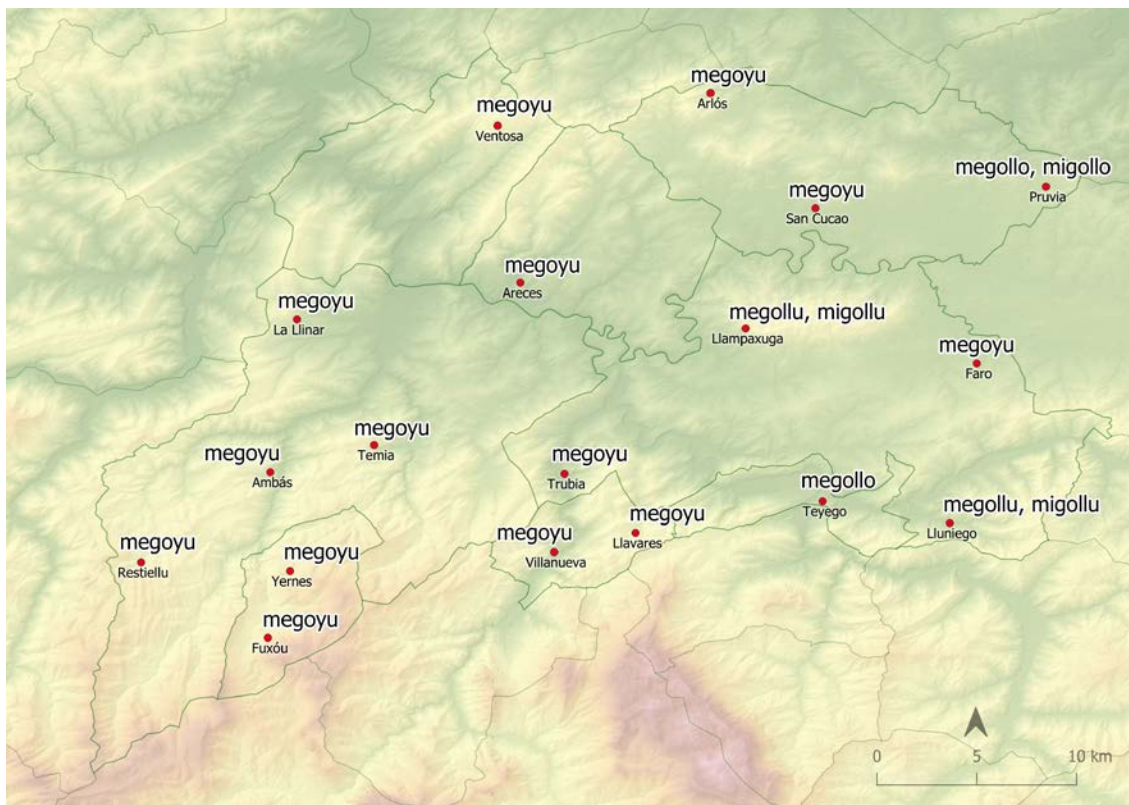 megoyu
Arlós
megoyu
Ventosa
megollo, migollo
Pruvia
megoyu
San Cucao
megoyu
Areces
megoyu
La Llinar
megollu, migollu
Llampaxuga
megoyu
Faro
megoyu
Temia
megoyu
Ambás
megoyu
Trubia
megollo
Teyego
megollu, migollu
Lluniego
megoyu
Llavares
megoyu
Villanueva
megoyu
Restiellu
megoyu
Yernes
megoyu
Fuxóu
0 5 10 km